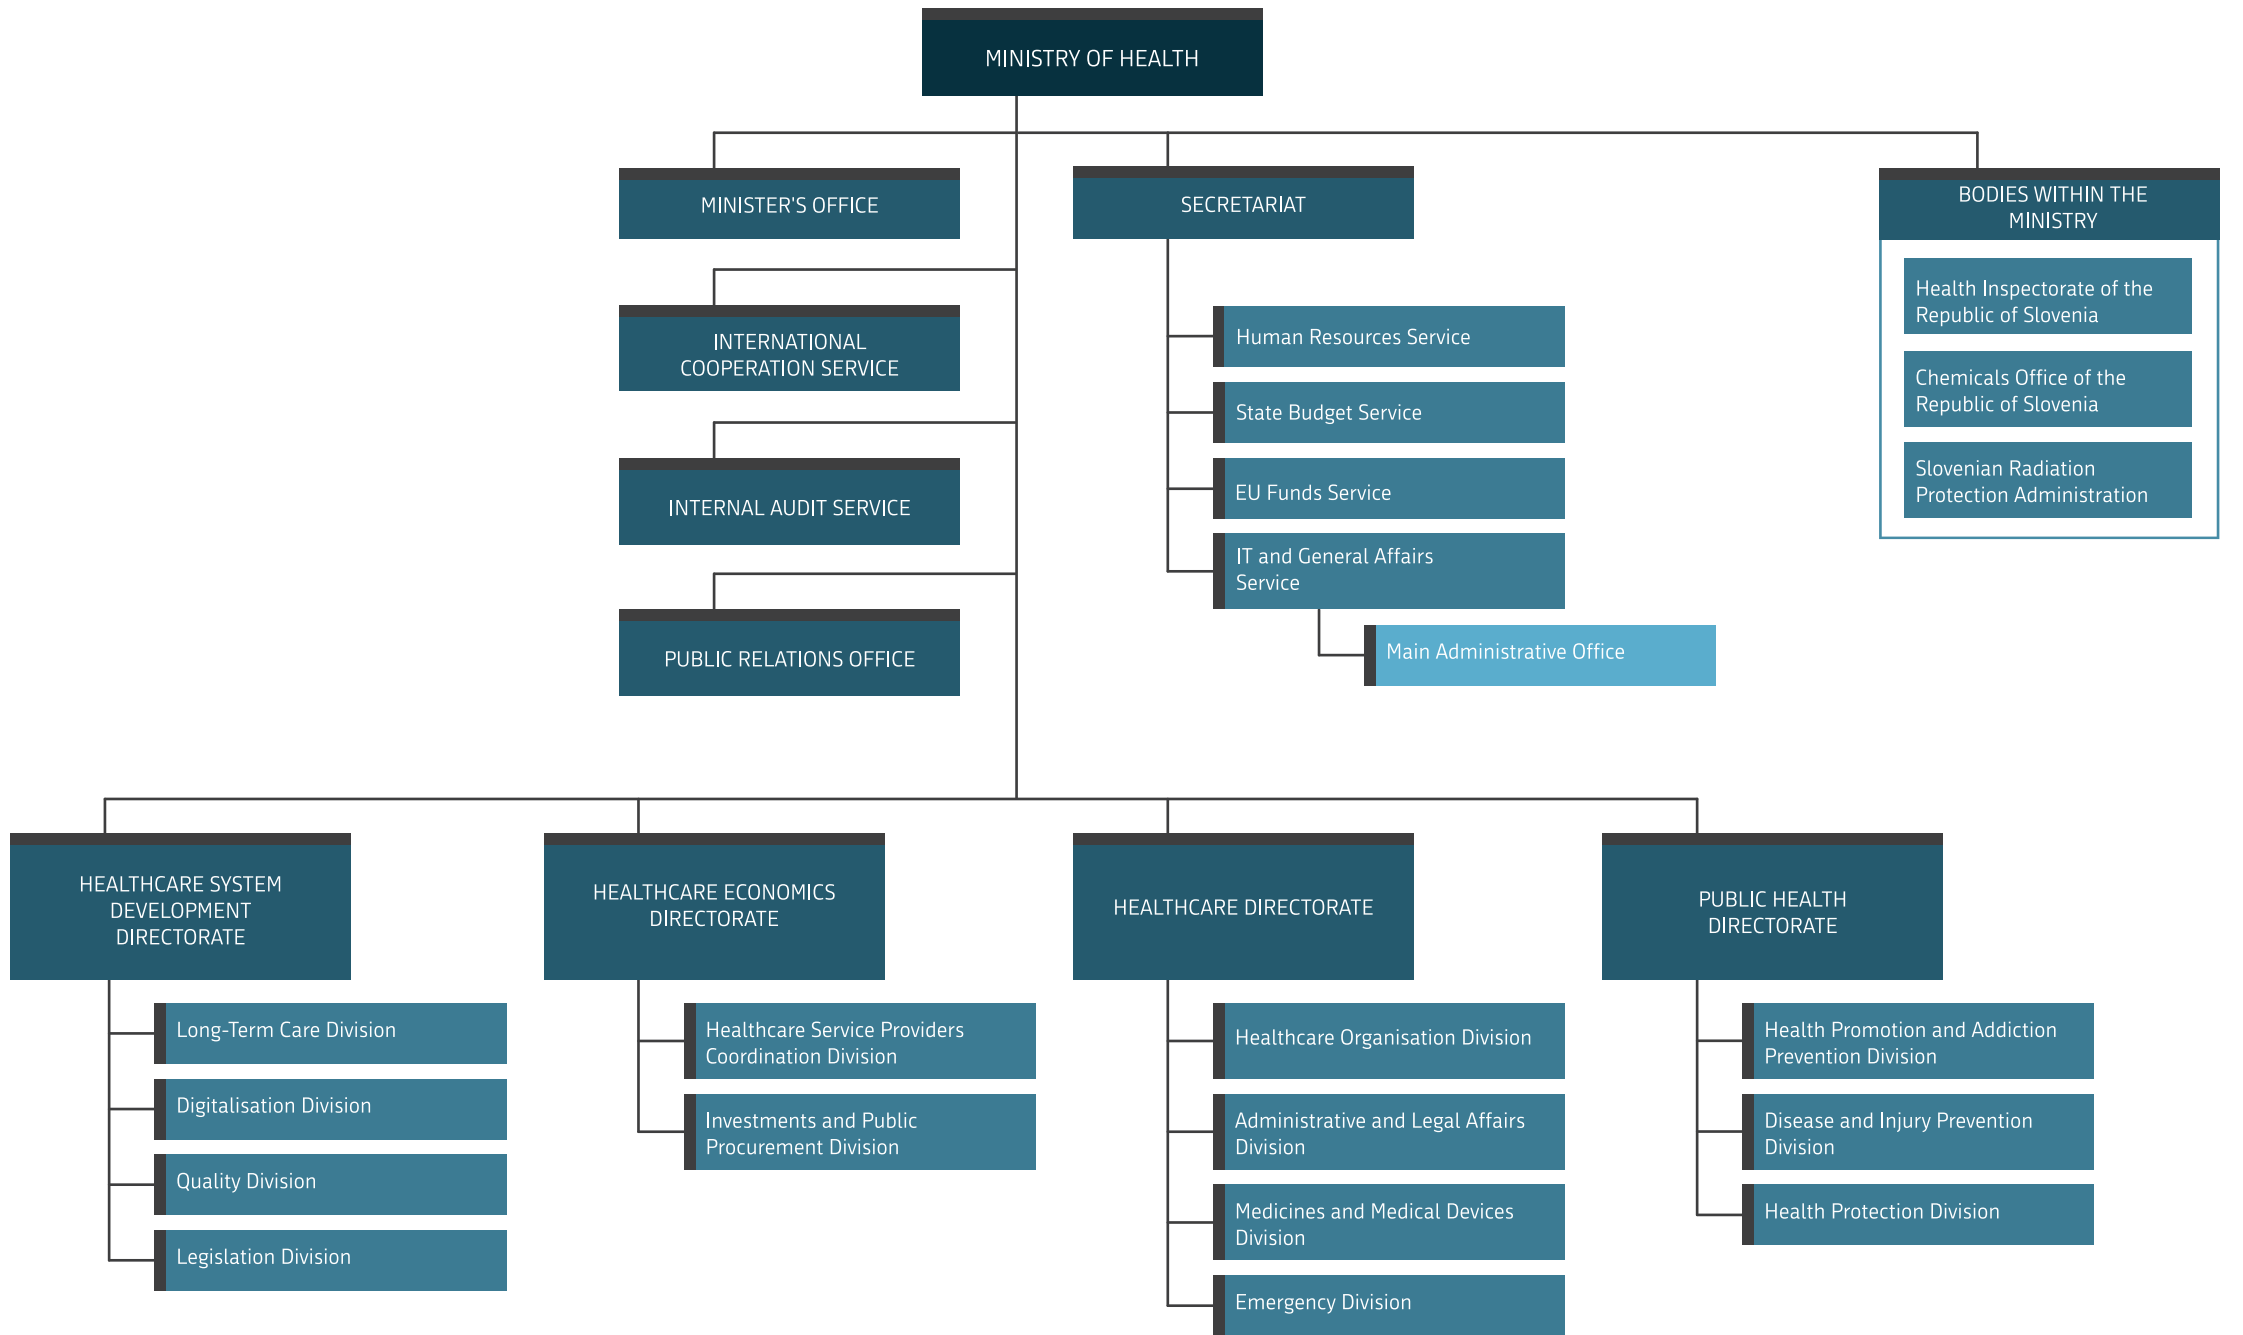 MINISTRY OF HEALTH
MINISTER'S OFFICE
SECRETARIAT
BODIES WITHIN THE
MINISTRY
Health Inspectorate of the
Republic of Slovenia
Chemicals Office of the
Republic of Slovenia
Slovenian Radiation
Protection Administration
INTERNATIONAL
COOPERATION SERVICE
INTERNAL AUDIT SERVICE
PUBLIC RELATIONS OFFICE
Human Resources Service
State Budget Service
EU Funds Service
IT and General Affairs
Service
Main Administrative Office
HEALTHCARE SYSTEM
DEVELOPMENT
DIRECTORATE
Long-Term Care Division
Digitalisation Division
Quality Division
Legislation Division
HEALTHCARE ECONOMICS
DIRECTORATE
Healthcare Service Providers
Coordination Division
Investments and Public
Procurement Division
HEALTHCARE DIRECTORATE
Healthcare Organisation Division
Administrative and Legal Affairs
Division
Medicines and Medical Devices
Division
Emergency Division
PUBLIC HEALTH
DIRECTORATE
Health Promotion and Addiction
Prevention Division
Disease and Injury Prevention
Division
Health Protection Division